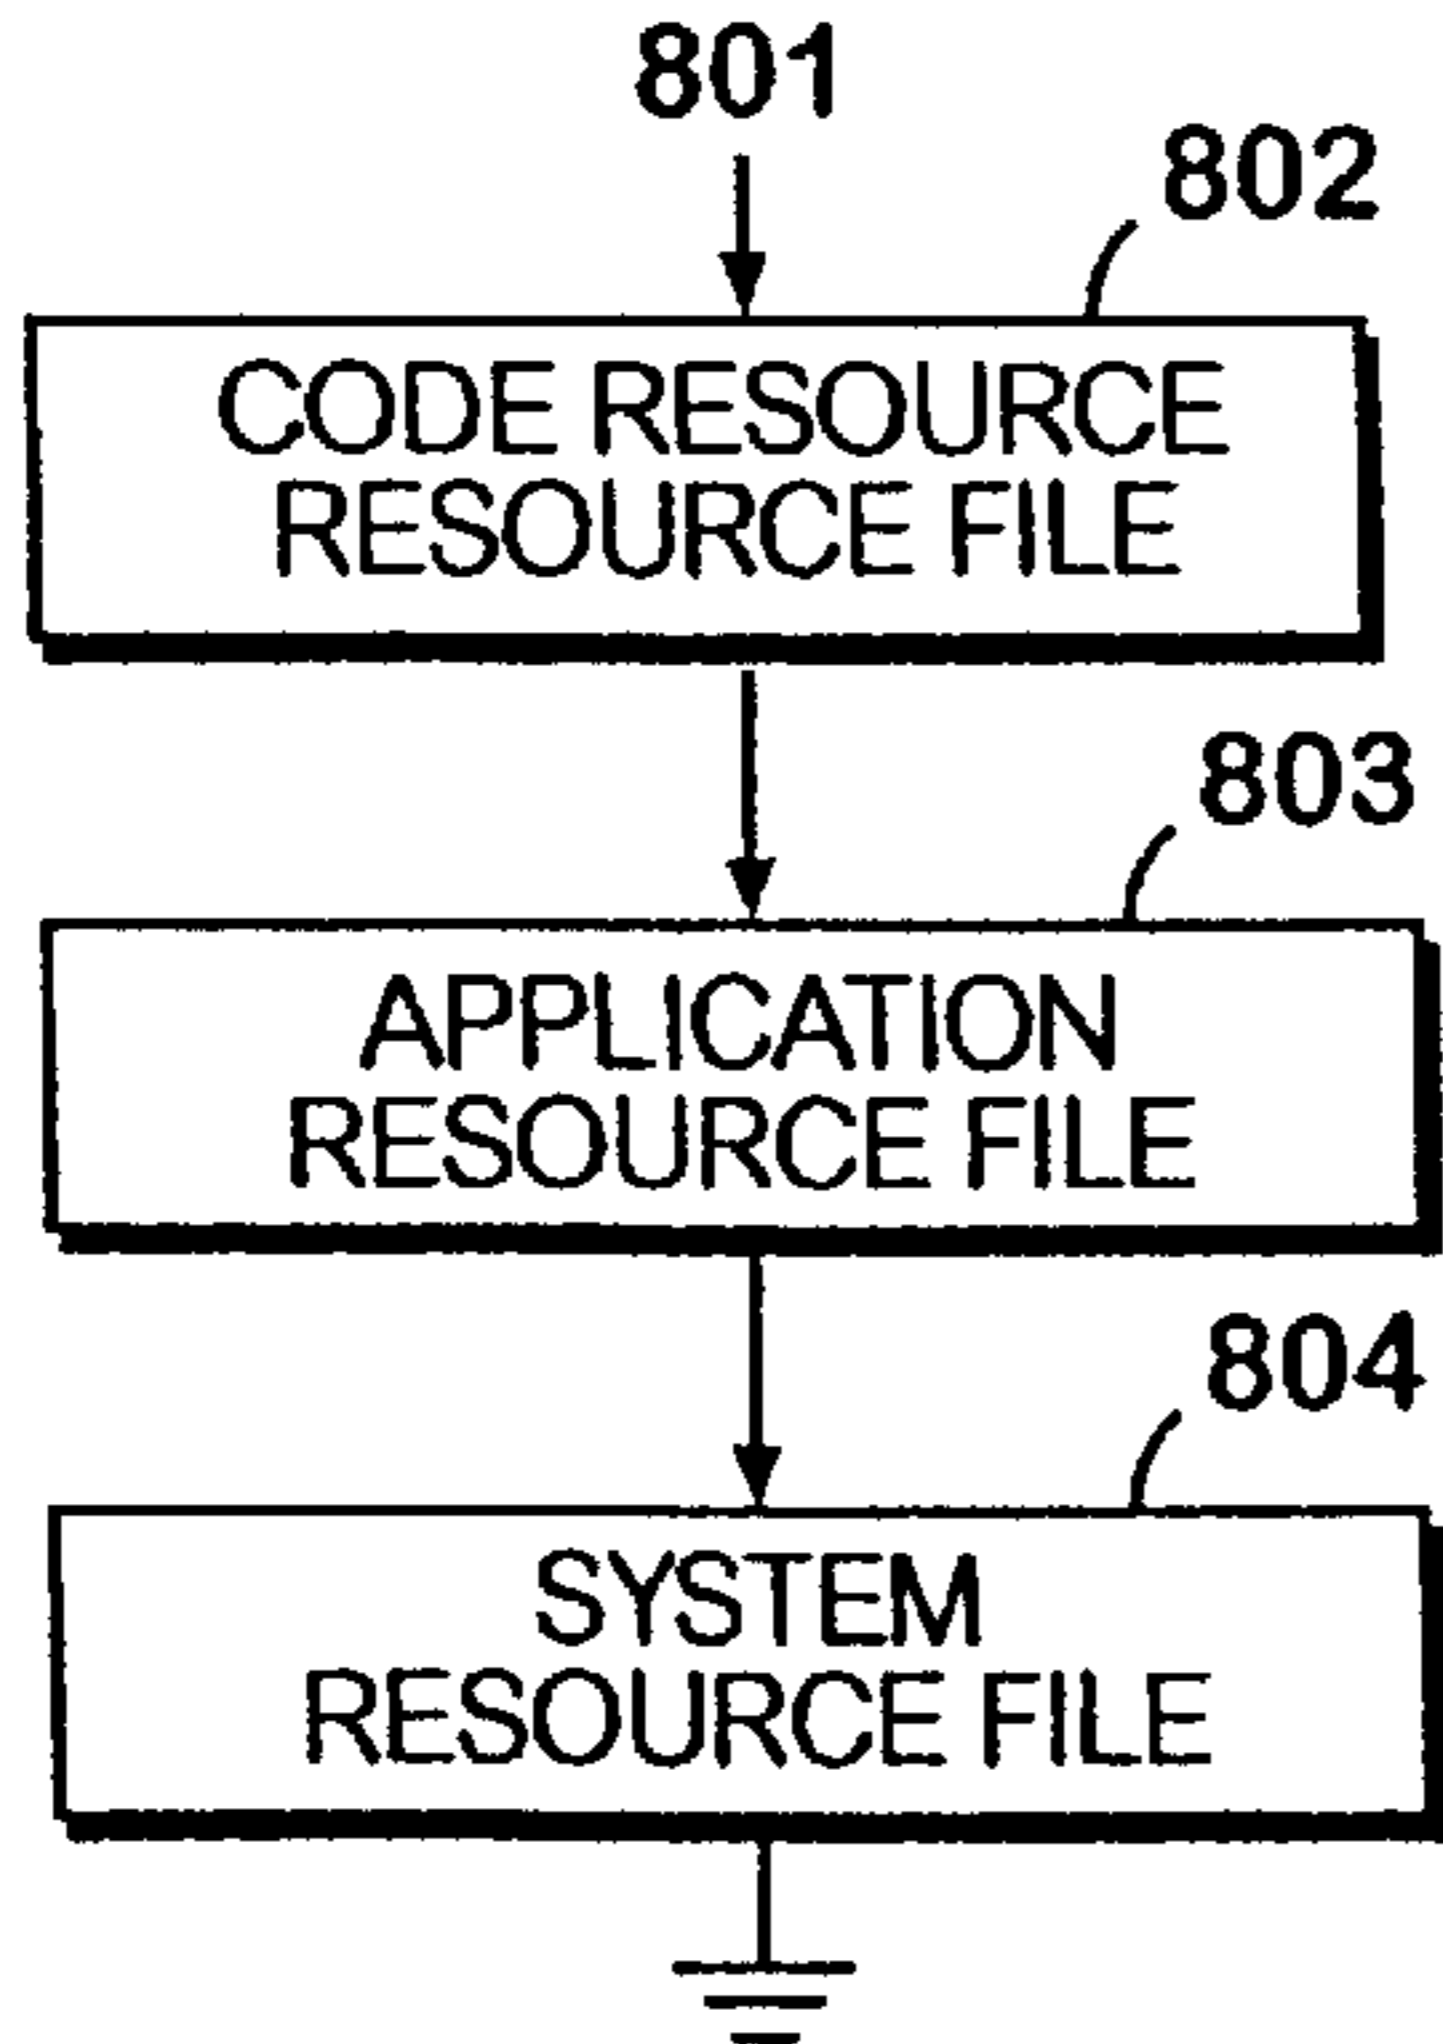 801
802
CODE RESOURCE
RESOURCE FILE
803
APPLICATION
RESOURCE FILE
804
SYSTEM
RESOURCE FILE